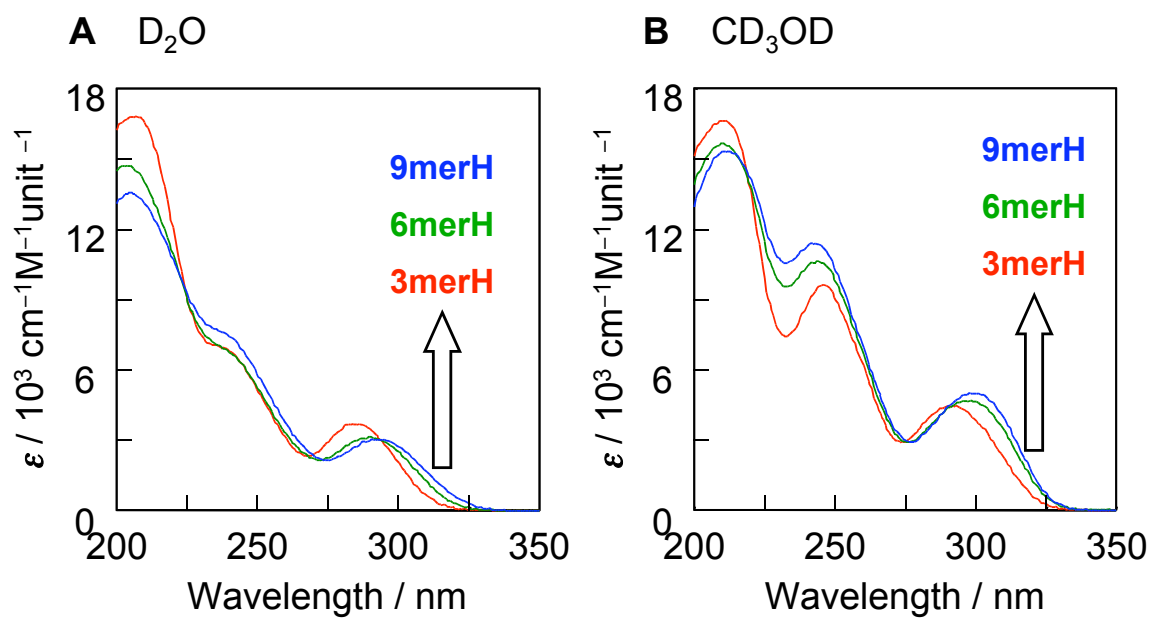 A D₂O
18
12
6
0
ε / 10³ cm⁻¹M⁻¹unit ⁻¹
9merH
6merH
3merH
200 250 300 350
Wavelength / nm
B CD₃OD
18
12
6
0
ε / 10³ cm⁻¹M⁻¹unit ⁻¹
9merH
6merH
3merH
200 250 300 350
Wavelength / nm